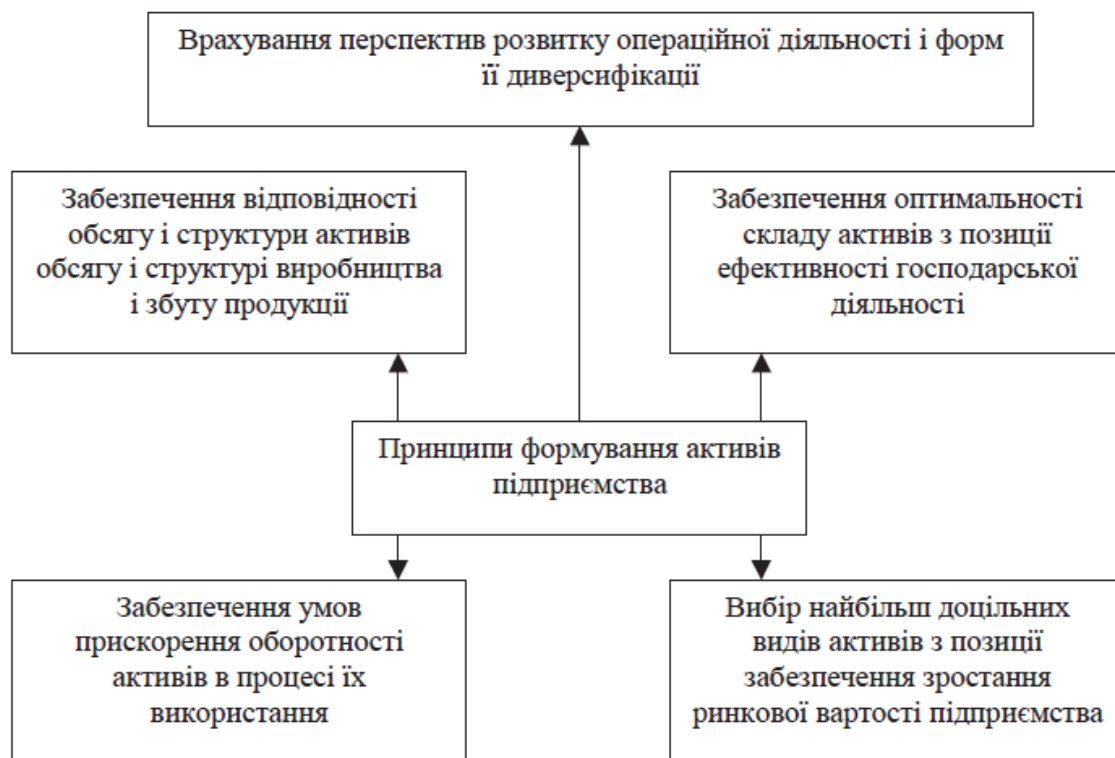 Врахування перспектив розвитку операційної діяльності і форм
її диверсифікації
Забезпечення відповідності
обсягу і структури активів
обсягу і структурі виробництва
і збуту продукції
Забезпечення оптимальності
складу активів з позиції
ефективності господарської
діяльності
Принципи формування активів
підприємства
Забезпечення умов
прискорення оборотності
активів в процесі їх
використання
Вибір найбільш доцільних
видів активів з позиції
забезпечення зростання
ринкової вартості підприємства